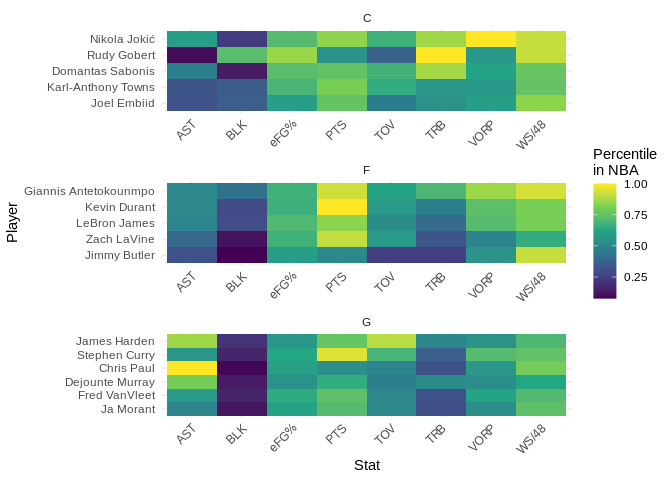 C
Nikola Jokić
Rudy Gobert
Domantas Sabonis
Karl-Anthony Towns
Joel Embiid
AST BLK eFG% PTS TOV TRB VORP WS/48
F
Giannis Antetokounmpo
Kevin Durant
LeBron James
Zach LaVine
Jimmy Butler
AST BLK eFG% PTS TOV TRB VORP WS/48
G
James Harden
Stephen Curry
Chris Paul
Dejounte Murray
Fred VanVleet
Ja Morant
AST BLK eFG% PTS TOV TRB VORP WS/48
Stat
Player
Percentile
in NBA
1.00
0.75
0.50
0.25